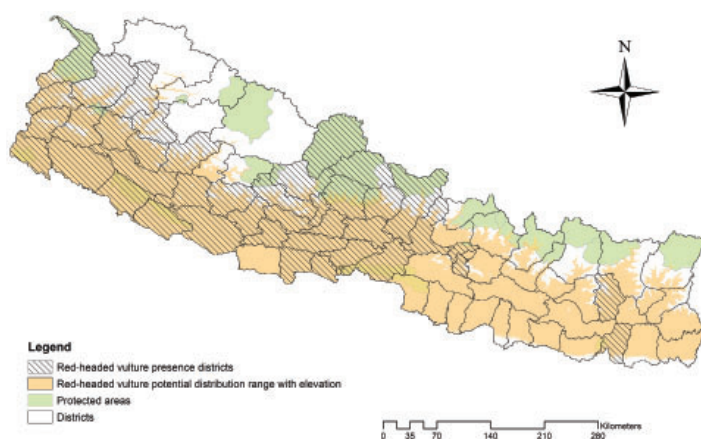 N
Legend
Red-headed vulture presence districts
Red-headed vulture potential distribution range with elevation
Protected areas
Districts
Kilometers
0 35 70 140 210 280